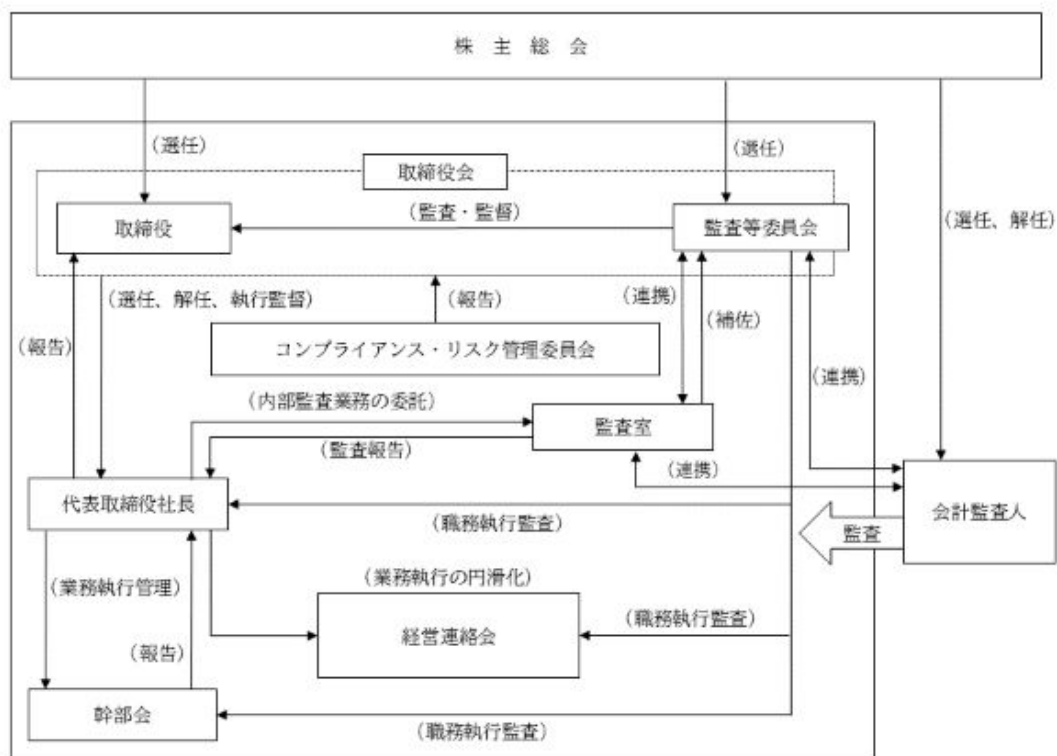 株 主 総 会
（選任）
（選任）
取締役会
取締役
（監査・監督）
監査等委員会
（選任、解任）
（選任、解任、執行監督）
（報告）
（連携）
（補佐）
（報告）
コンプライアンス・リスク管理委員会
（連携）
（内部監査業務の委託）
監査室
（監査報告）
（連携）
代表取締役社長
会計監査人
（職務執行監査）
監査
（業務執行管理）
（業務執行の円滑化）
（職務執行監査）
経営連絡会
（報告）
幹部会
（職務執行監査）